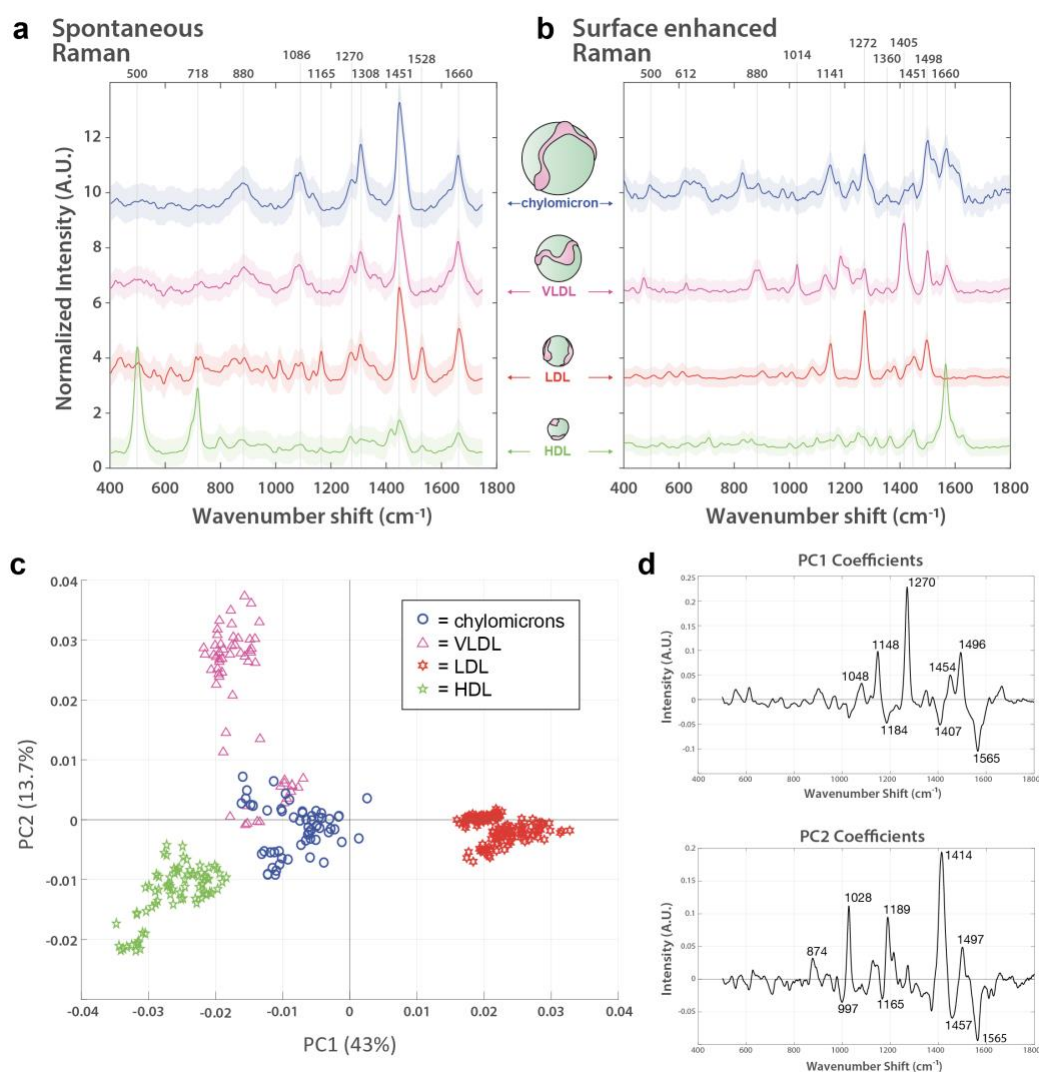 a Spontaneous Raman
b Surface enhanced Raman
500 718 880 1086 1165 1270 1308 1451 1528 1660
500 612 880 1014 1141 1272 1360 1405 1451 1498 1660
Normalized Intensity (A.U.)
12
10
8
6
4
2
0
chylomicron
VLDL
LDL
HDL
400 600 800 1000 1200 1400 1600 1800
Wavenumber shift (cm⁻¹)
400 600 800 1000 1200 1400 1600 1800
Wavenumber shift (cm⁻¹)
c
PC2 (13.7%)
0.04
0.03
0.02
0.01
0
-0.01
-0.02
-0.04 -0.03 -0.02 -0.01 0 0.01 0.02 0.03 0.04
PC1 (43%)
= chylomicrons
= VLDL
= LDL
= HDL
d
PC1 Coefficients
Intensity (A.U.)
0.25
0.2
0.15
0.1
0.05
0
-0.05
-0.1
1048 1148 1184 1270 1407 1454 1496 1565
400 600 800 1000 1200 1400 1600 1800
Wavenumber Shift (cm⁻¹)
PC2 Coefficients
Intensity (A.U.)
0.2
0.15
0.1
0.05
0
-0.05
874 997 1028 1165 1189 1414 1457 1497 1565
400 600 800 1000 1200 1400 1600 1800
Wavenumber Shift (cm⁻¹)